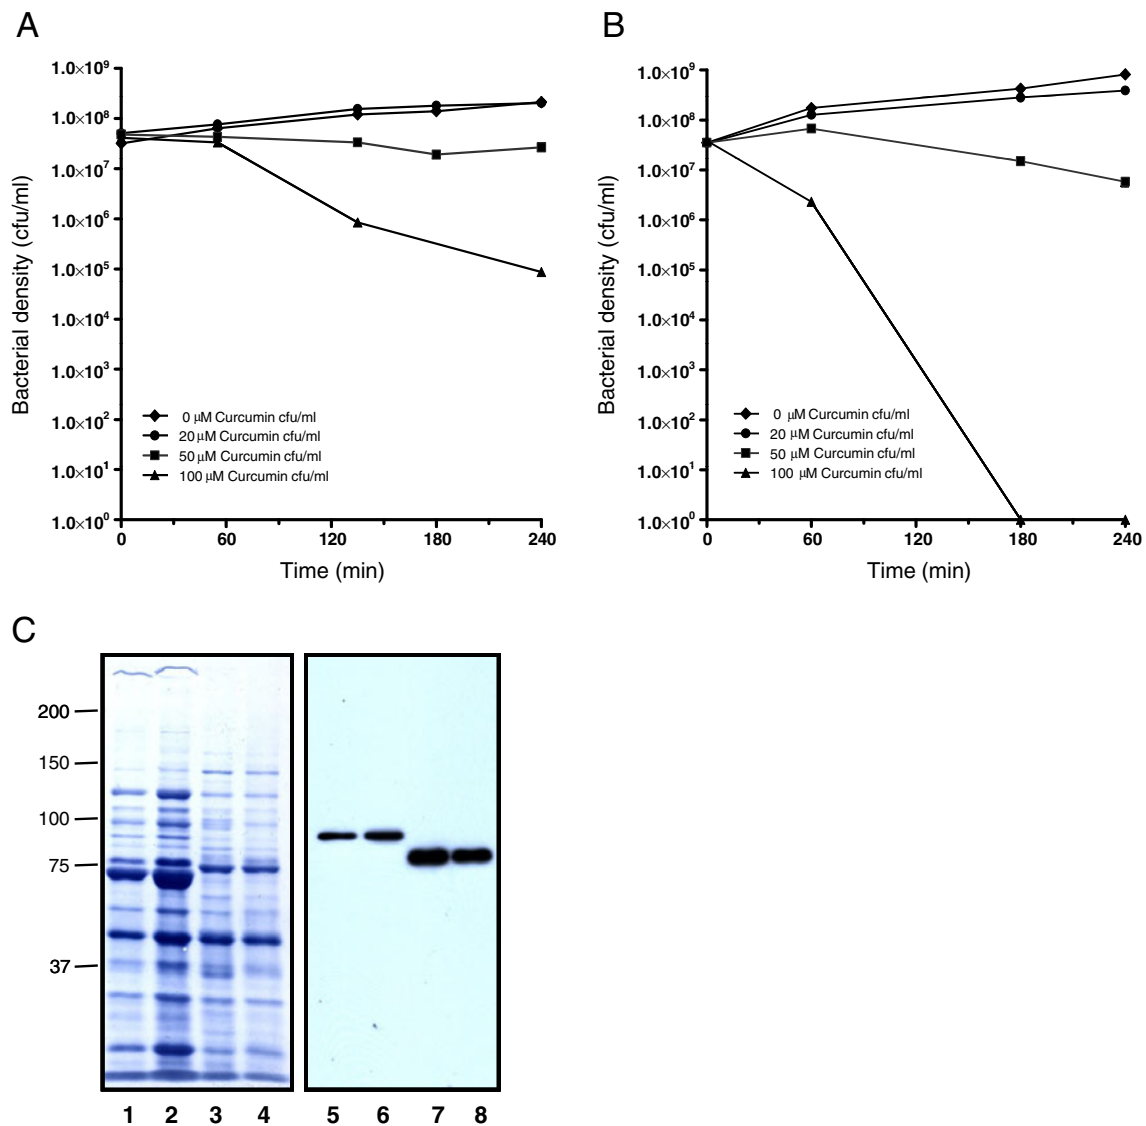 A
1.0×10⁹
1.0×10⁸
1.0×10⁷
1.0×10⁶
1.0×10⁵
1.0×10⁴
1.0×10³
1.0×10²
1.0×10¹
1.0×10⁰
Bacterial density (cfu/ml)
0 µM Curcumin cfu/ml
20 µM Curcumin cfu/ml
50 µM Curcumin cfu/ml
100 µM Curcumin cfu/ml
0 60 120 180 240
Time (min)
B
1.0×10⁹
1.0×10⁸
1.0×10⁷
1.0×10⁶
1.0×10⁵
1.0×10⁴
1.0×10³
1.0×10²
1.0×10¹
1.0×10⁰
Bacterial density (cfu/ml)
0 µM Curcumin cfu/ml
20 µM Curcumin cfu/ml
50 µM Curcumin cfu/ml
100 µM Curcumin cfu/ml
0 60 120 180 240
Time (min)
C
200
150
100
75
37
1 2 3 4 5 6 7 8